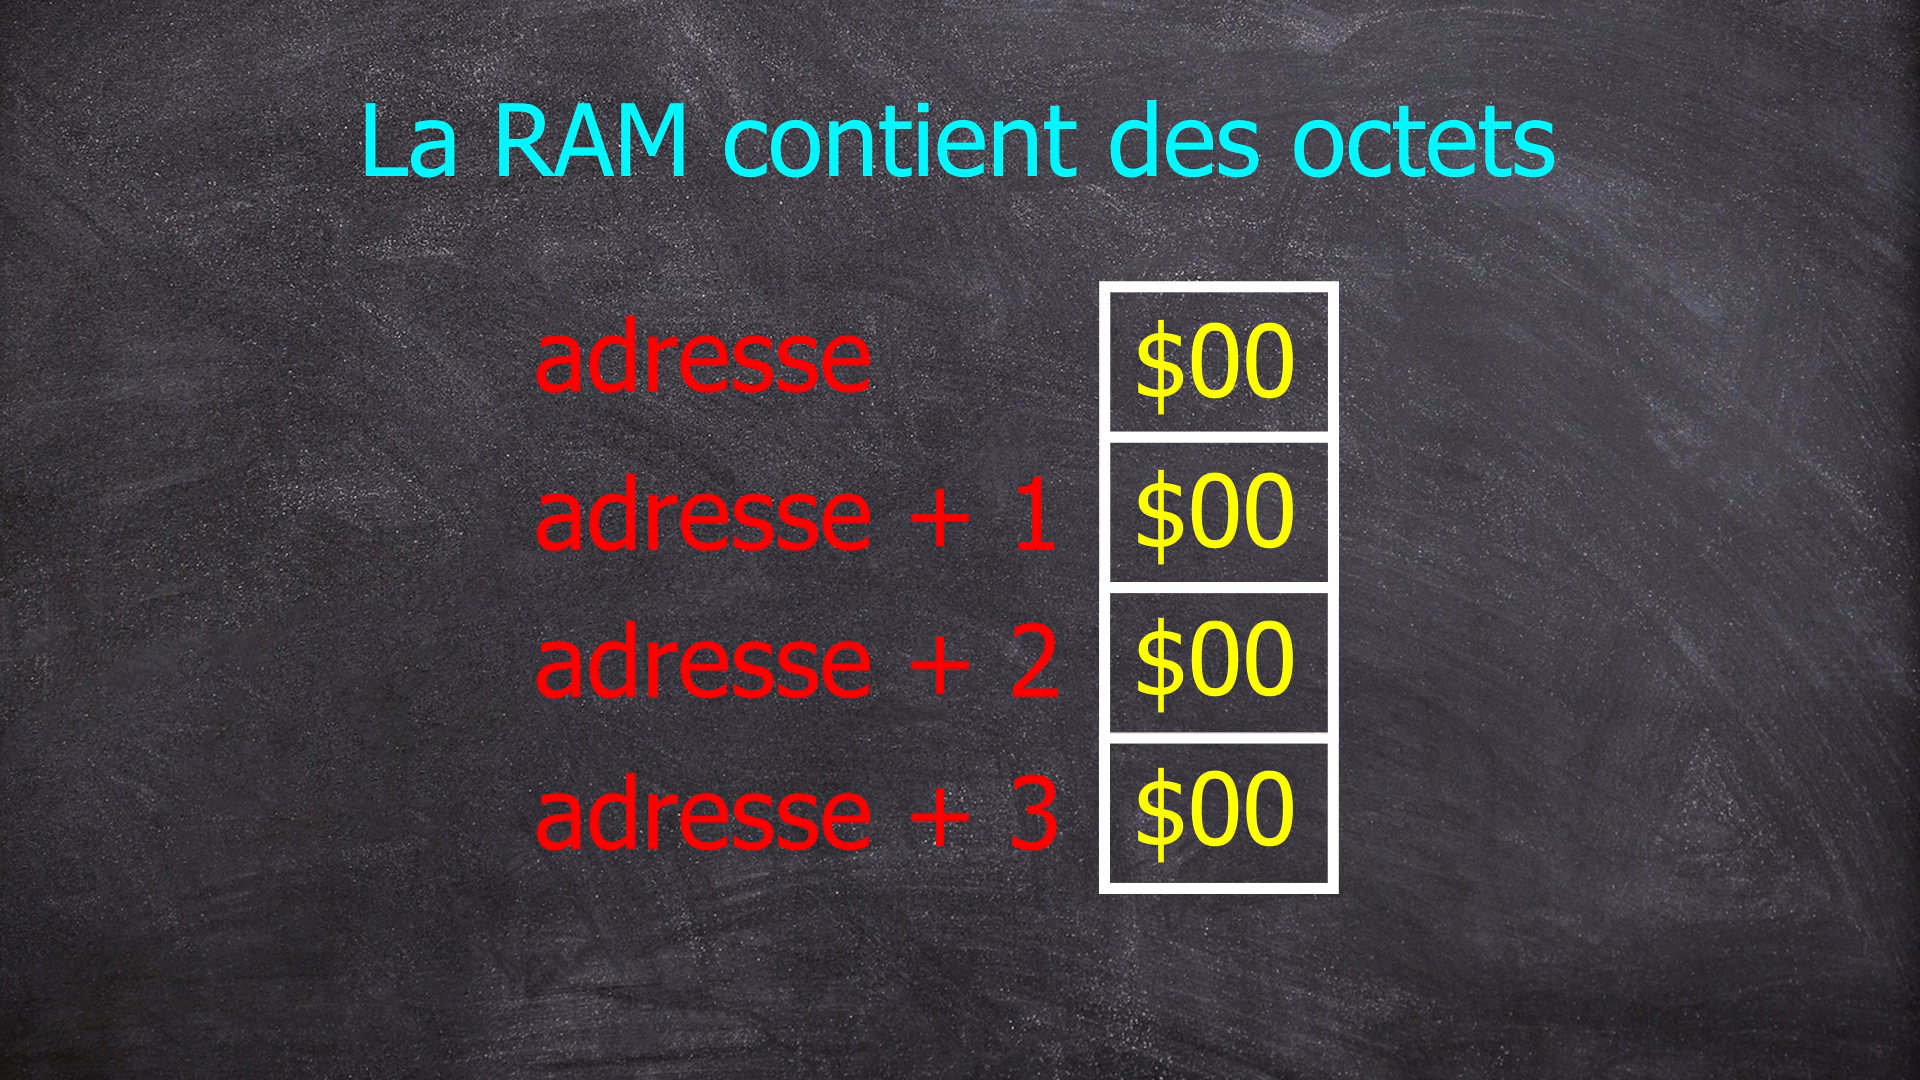 La RAM contient des octets
adresse $00
adresse + 1 $00
adresse + 2 $00
adresse + 3 $00